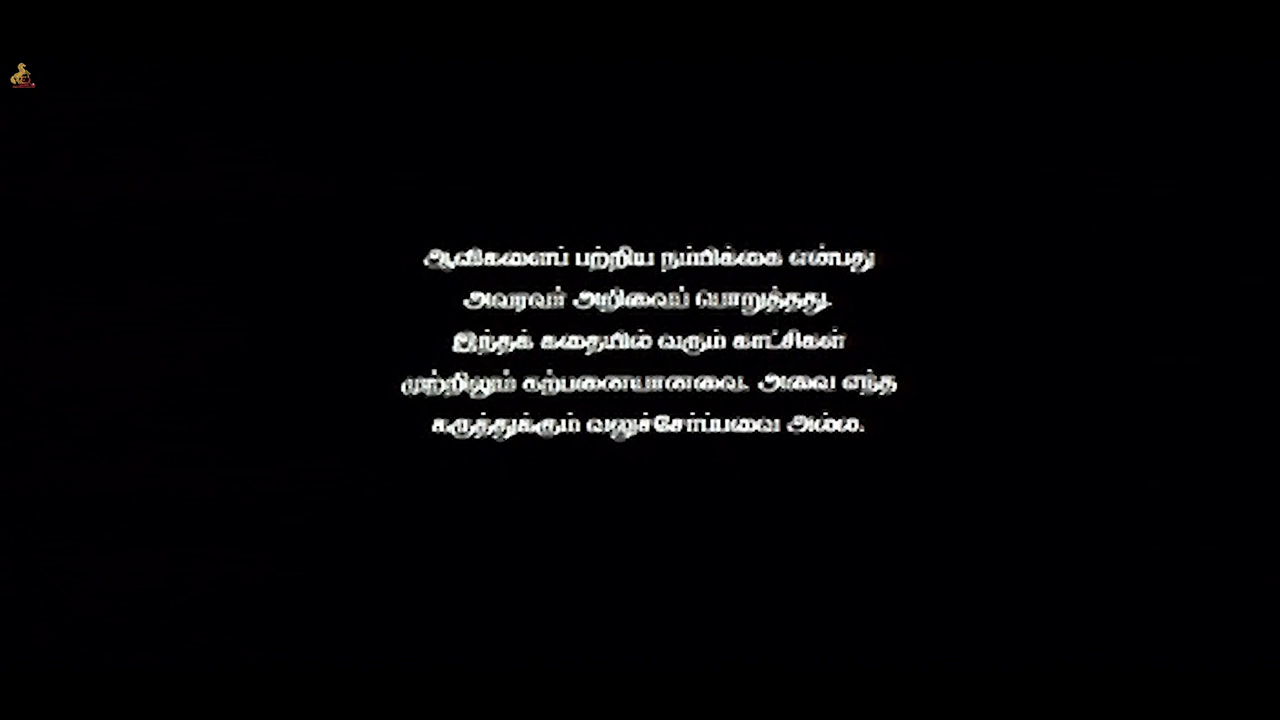 ஆவிகளைப் பற்றிய நம்பிக்கை என்பது
அவரவர் அறிவைப் பொறுத்தது.
இந்தக் கதையில் வரும் காட்சிகள்
முற்றிலும் கற்பனையானவை. அவை எந்த
கருத்துக்கும் வலுச்சேர்ப்பவை அல்ல.